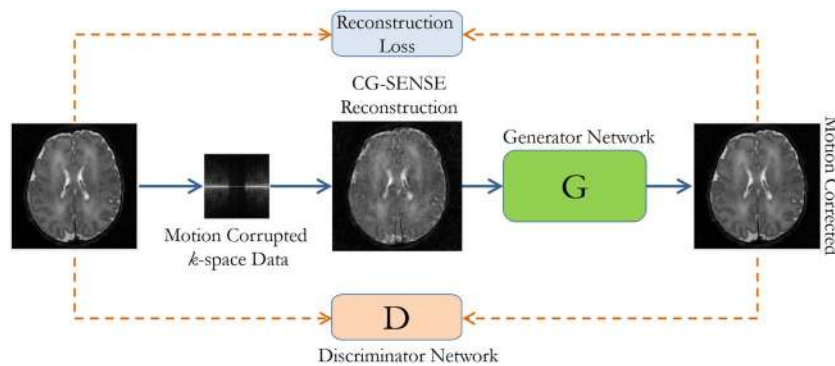 Reconstruction
Loss
CG-SENSE
Reconstruction
Generator Network
G
Motion Corrected
Motion Corrupted
k-space Data
D
Discriminator Network